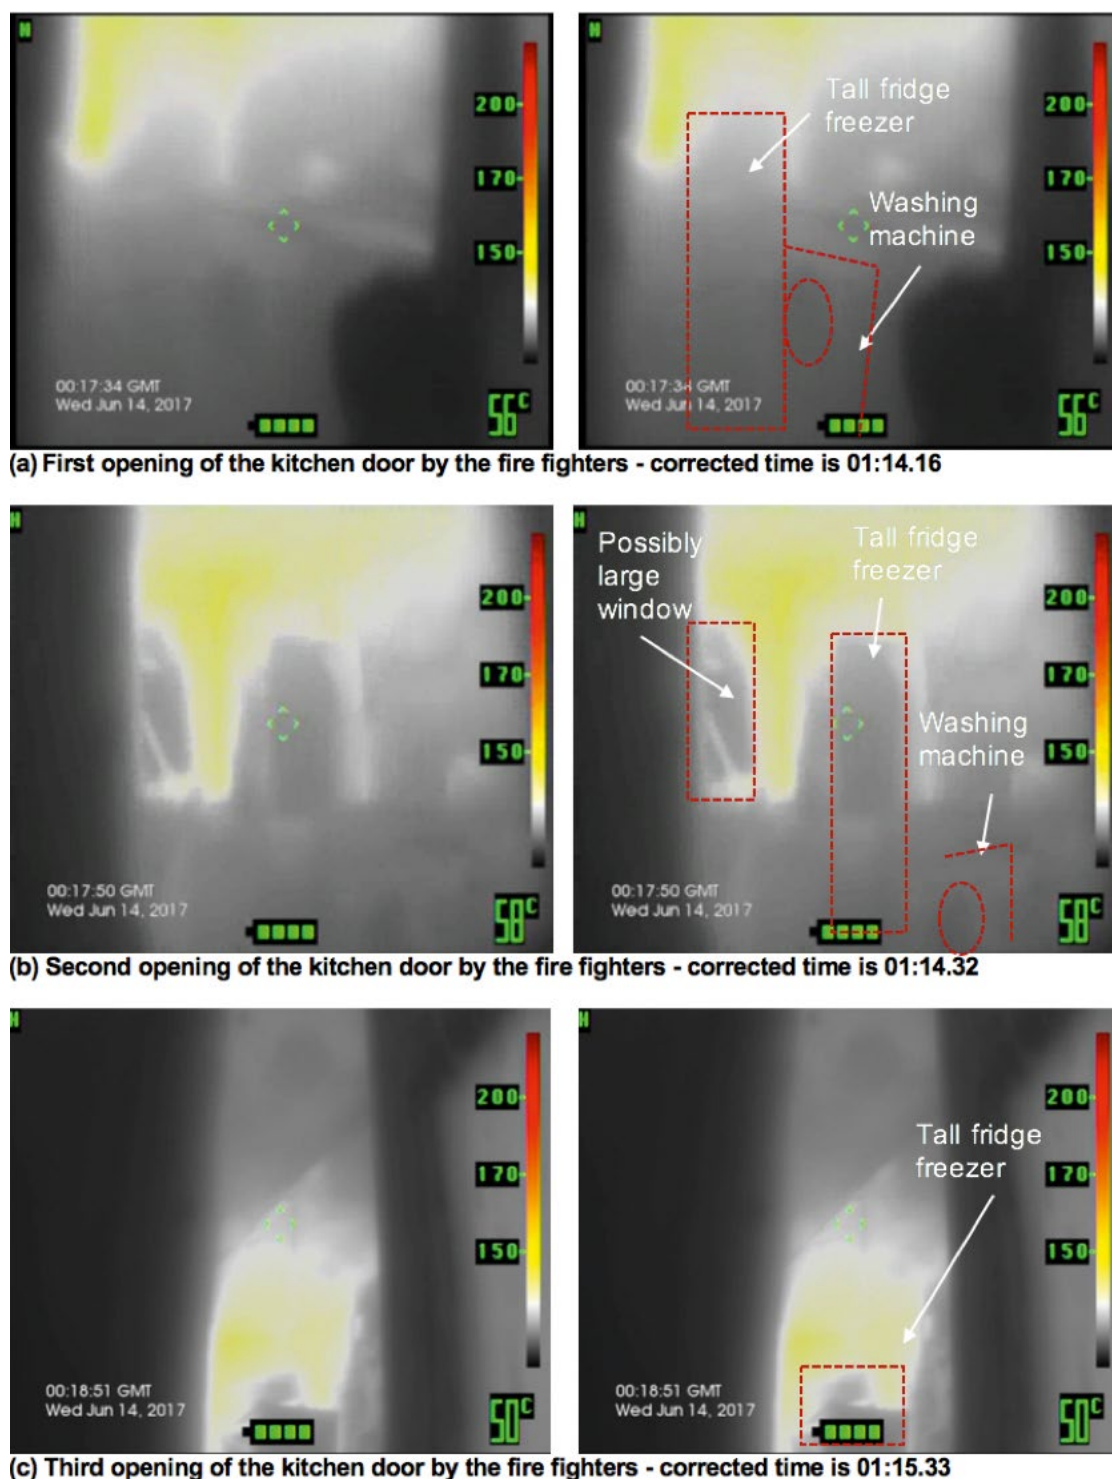 H
200
170
150
00:17:34 GMT
Wed Jun 14, 2017
56 C
H
Tall fridge
freezer
Washing
machine
200
170
150
00:17:34 GMT
Wed Jun 14, 2017
56 C
(a) First opening of the kitchen door by the fire fighters - corrected time is 01:14.16
H
200
170
150
00:17:50 GMT
Wed Jun 14, 2017
58 C
H
Possibly
large
window
Tall fridge
freezer
Washing
machine
200
170
150
00:17:50 GMT
Wed Jun 14, 2017
58 C
(b) Second opening of the kitchen door by the fire fighters - corrected time is 01:14.32
H
200
170
150
00:18:51 GMT
Wed Jun 14, 2017
50 C
H
Tall fridge
freezer
200
170
150
00:18:51 GMT
Wed Jun 14, 2017
50 C
(c) Third opening of the kitchen door by the fire fighters - corrected time is 01:15.33